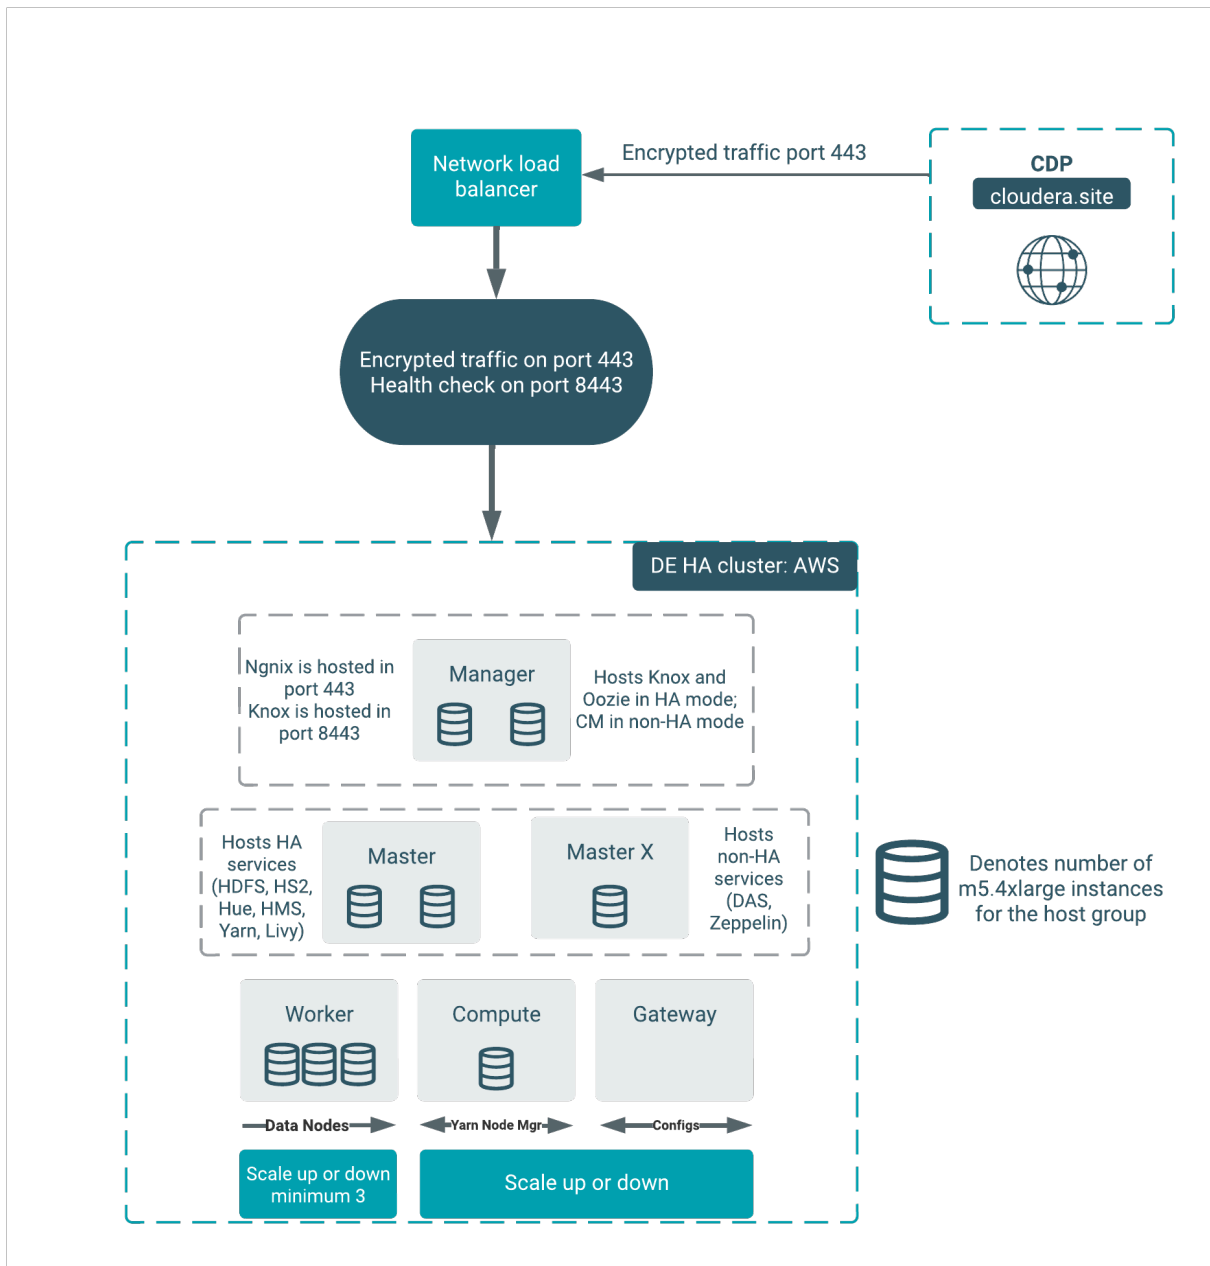 Network load
balancer
Encrypted traffic port 443
CDP
cloudera.site
Encrypted traffic on port 443
Health check on port 8443
DE HA cluster: AWS
Ngnix is hosted in
port 443
Knox is hosted in
port 8443
Manager
Hosts Knox and
Oozie in HA mode;
CM in non-HA mode
Hosts HA
services
(HDFS, HS2,
Hue, HMS,
Yarn, Livy)
Master
Master X
Hosts
non-HA
services
(DAS,
Zeppelin)
Denotes number of
m5.4xlarge instances
for the host group
Worker
Compute
Gateway
Data Nodes
Yarn Node Mgr
Configs
Scale up or down
minimum 3
Scale up or down